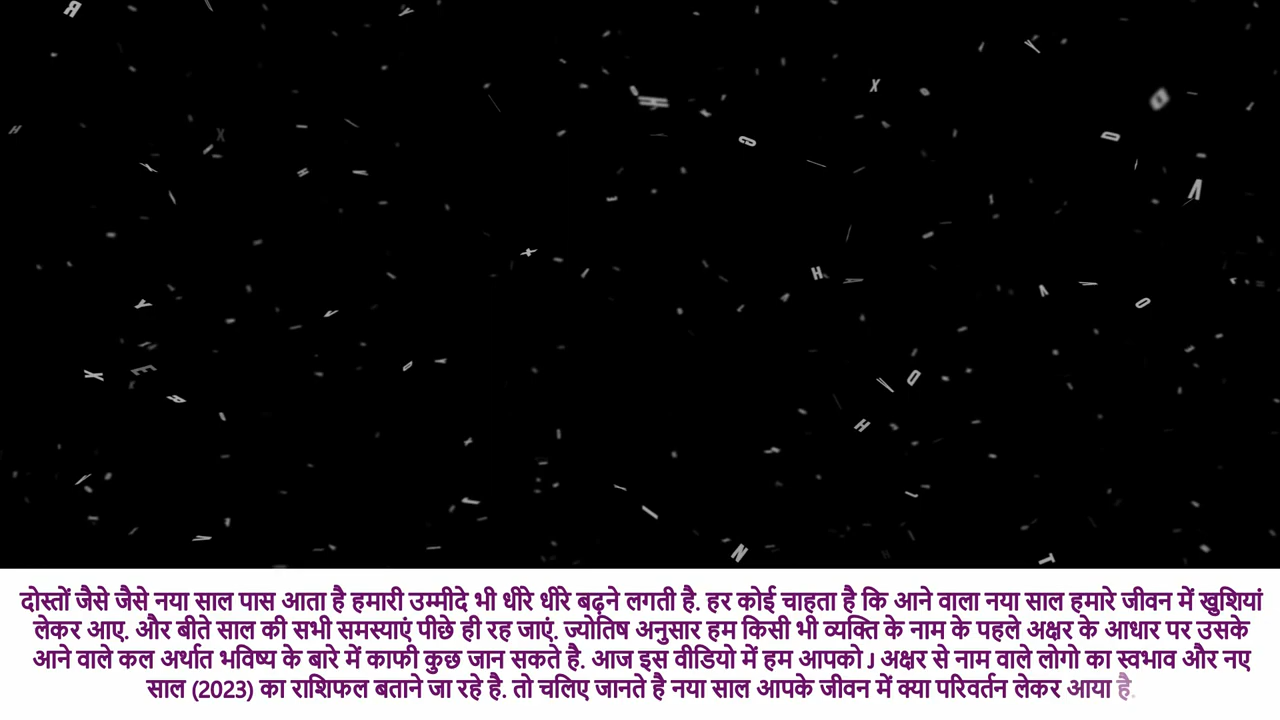 दोस्तों जैसे जैसे नया साल पास आता है हमारी उम्मीदे भी धीरे धीरे बढ़ने लगती है. हर कोई चाहता है कि आने वाला नया साल हमारे जीवन में खुशियां
लेकर आए. और बीते साल की सभी समस्याएं पीछे ही रह जाएं. ज्योतिष अनुसार हम किसी भी व्यक्ति के नाम के पहले अक्षर के आधार पर उसके
आने वाले कल अर्थात भविष्य के बारे में काफी कुछ जान सकते है. आज इस वीडियो में हम आपको J अक्षर से नाम वाले लोगो का स्वभाव और नए
साल (2023) का राशिफल बताने जा रहे है. तो चलिए जानते है नया साल आपके जीवन में क्या परिवर्तन लेकर आया है.